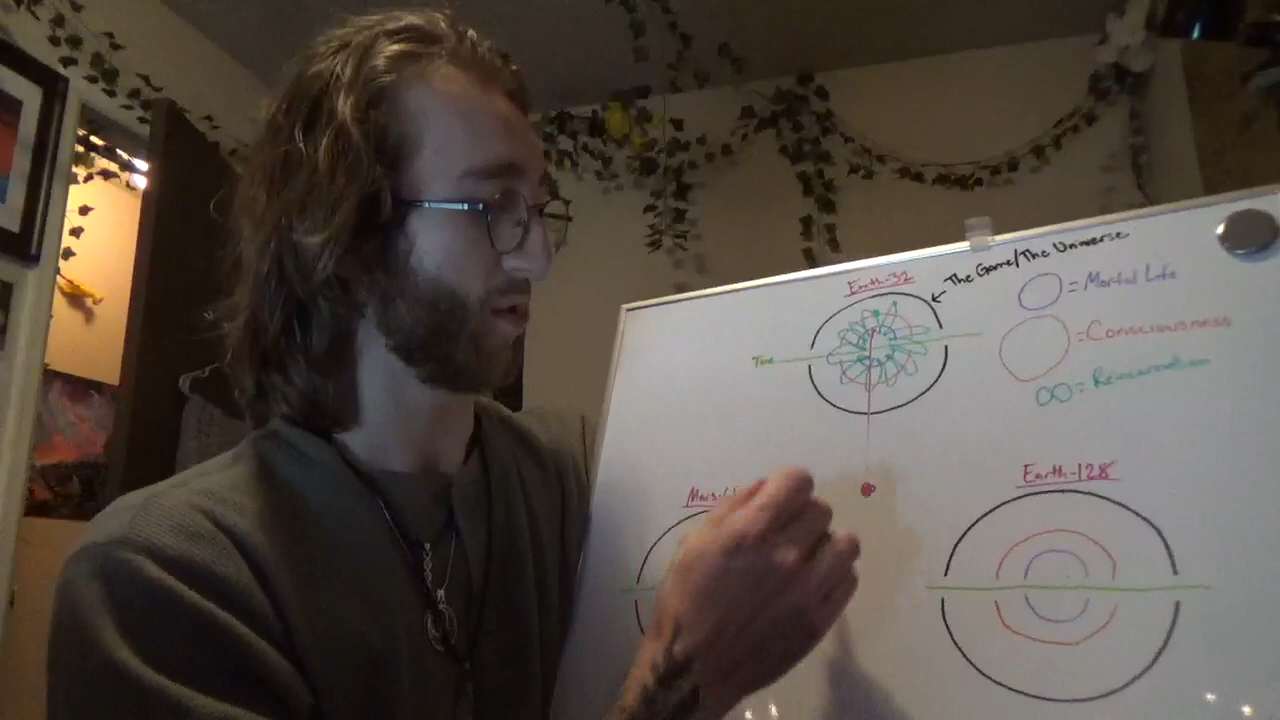 Earth-32
The Game/The Universe
= Mortal Life
= Consciousness
Time
∞ = Reincarnation
Earth-128